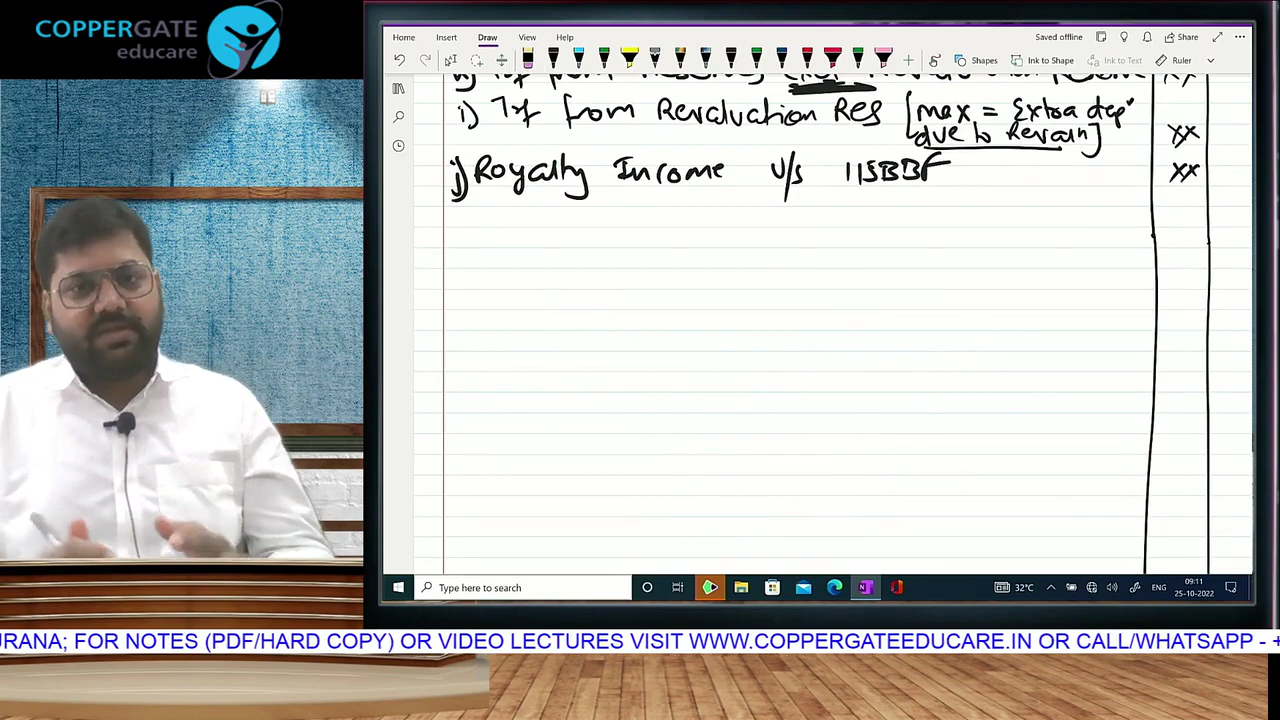 COPPERGATE
educare
Home Insert Draw View Help
Saved offline
Share
Shapes
Ink to Shape
Ink to Text
Ruler
i) Tf from Revaluation Res [max = Extra dep
due to Revaln] XX
j) Royalty Income U/s 115BBF XX
Type here to search
32°C
ENG
09:11
25-10-2022
URANA; FOR NOTES (PDF/HARD COPY) OR VIDEO LECTURES VISIT WWW.COPPERGATEEDUCARE.IN OR CALL/WHATSAPP - +